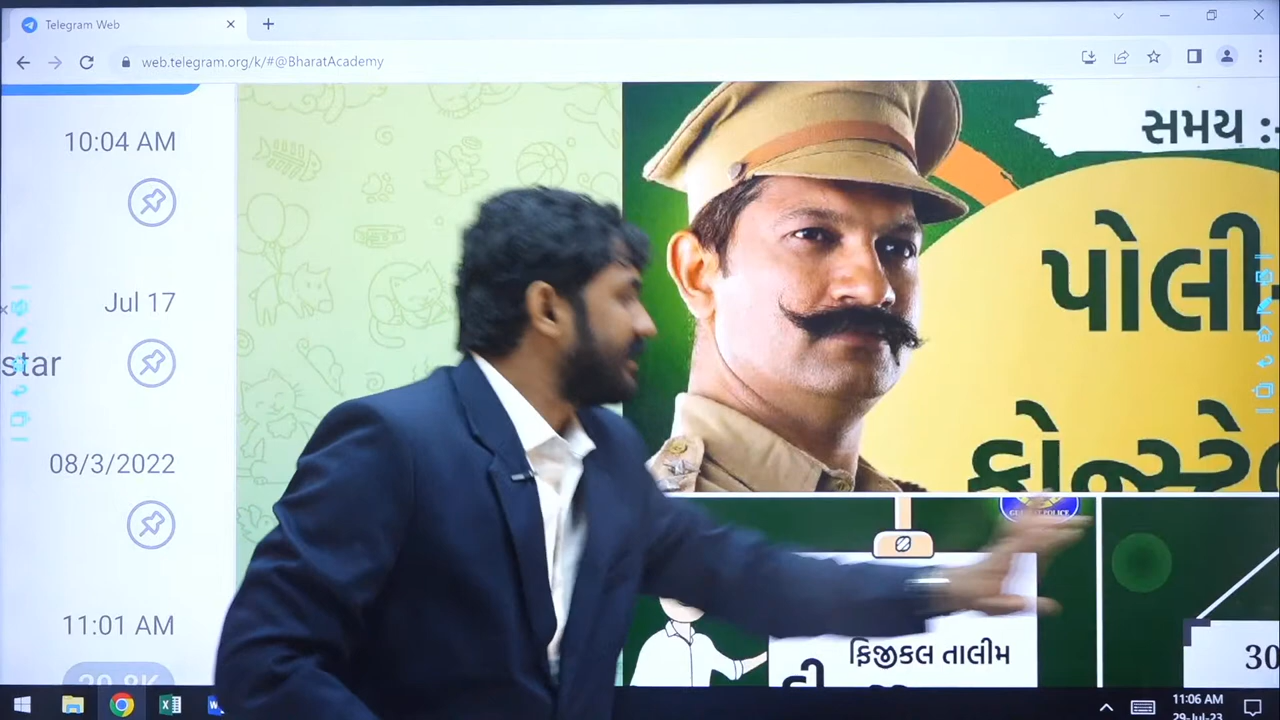 Telegram Web
web.telegram.org/k/#@BharatAcademy
10:04 AM
Jul 17
star
08/3/2022
11:01 AM
સમય :
પોલી
કોન્સ્ટે
ફિજીકલ તાલીમ
30
11:06 AM
29-Jul-23